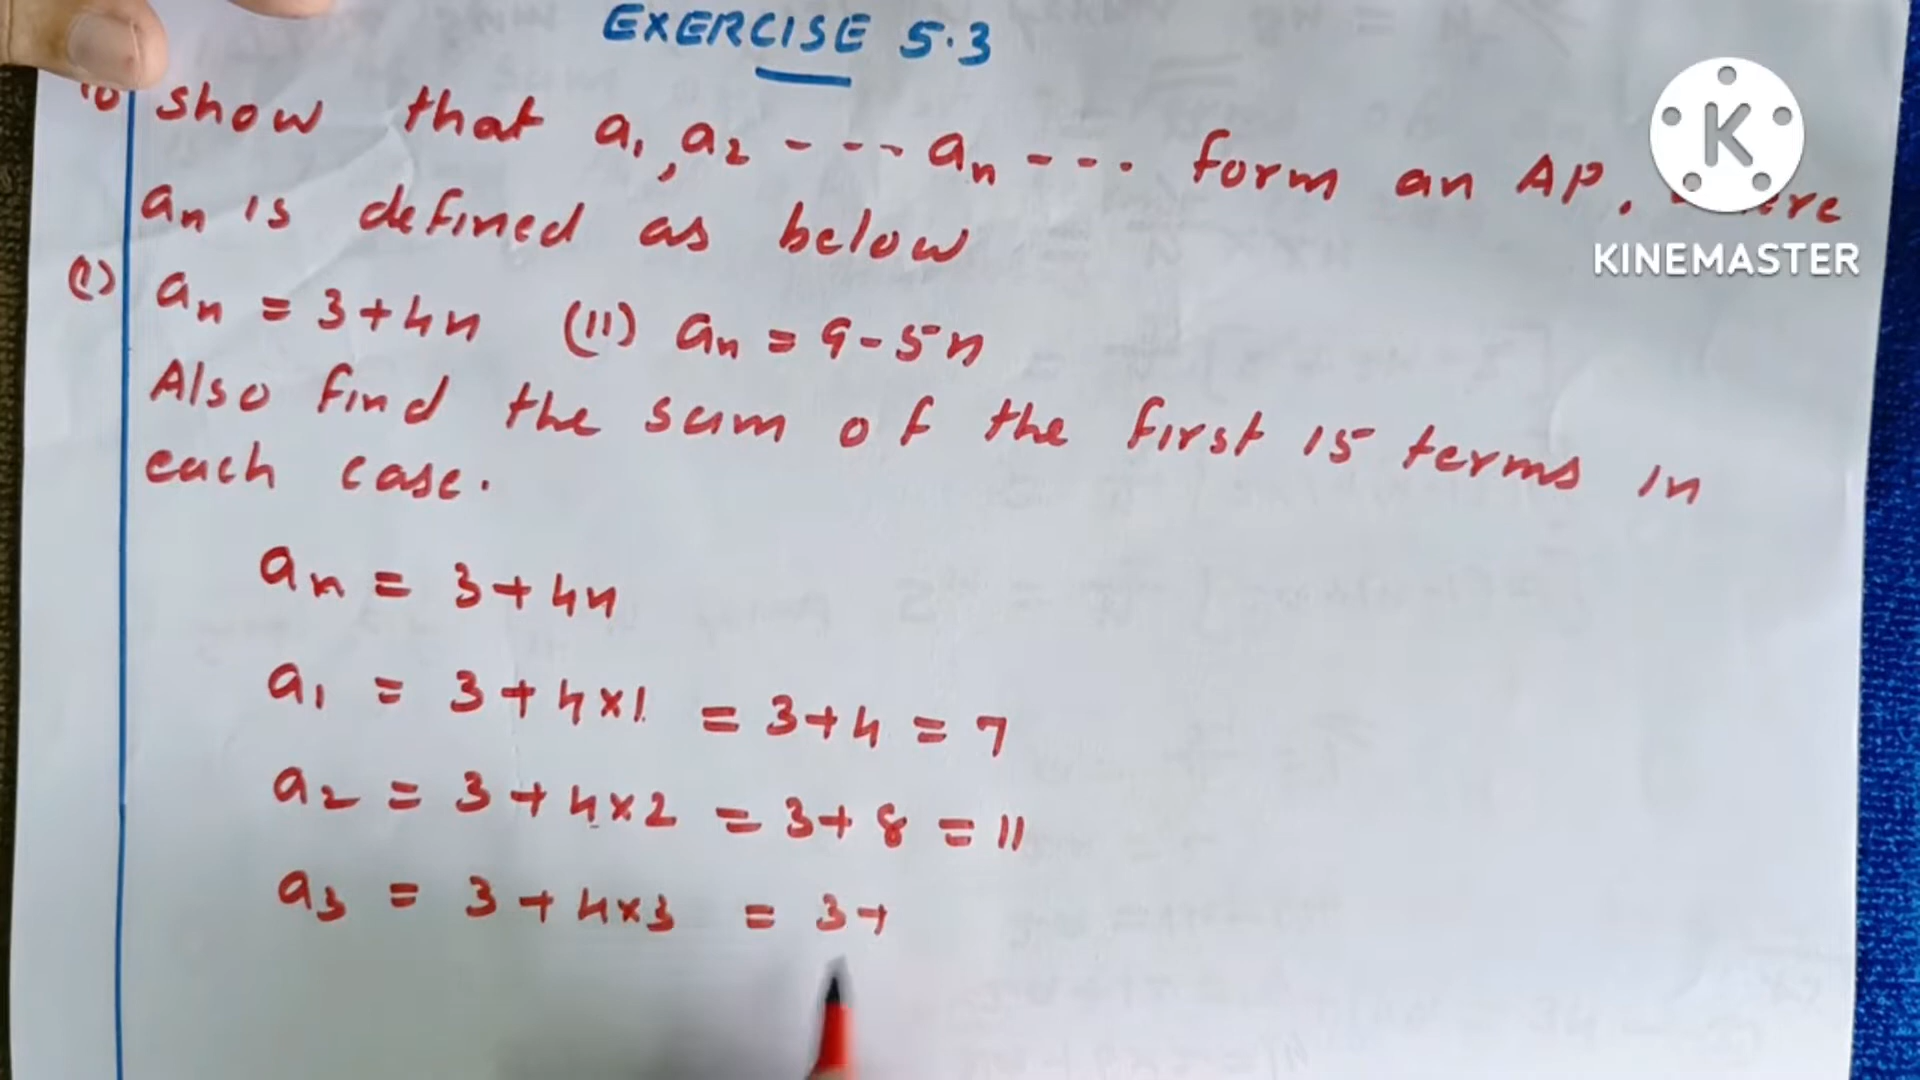 EXERCISE 5.3
show that a₁, a₂ - --- aₙ --- form an AP.
aₙ is defined as below
(1) aₙ = 3+4n (11) aₙ = 9-5n
Also find the sum of the first 15 terms in
each case.
aₙ = 3+4n
a₁ = 3+4×1 = 3+4 = 7
a₂ = 3+4×2 = 3+8 = 11
a₃ = 3+4×3 = 3+
K
KINEMASTER